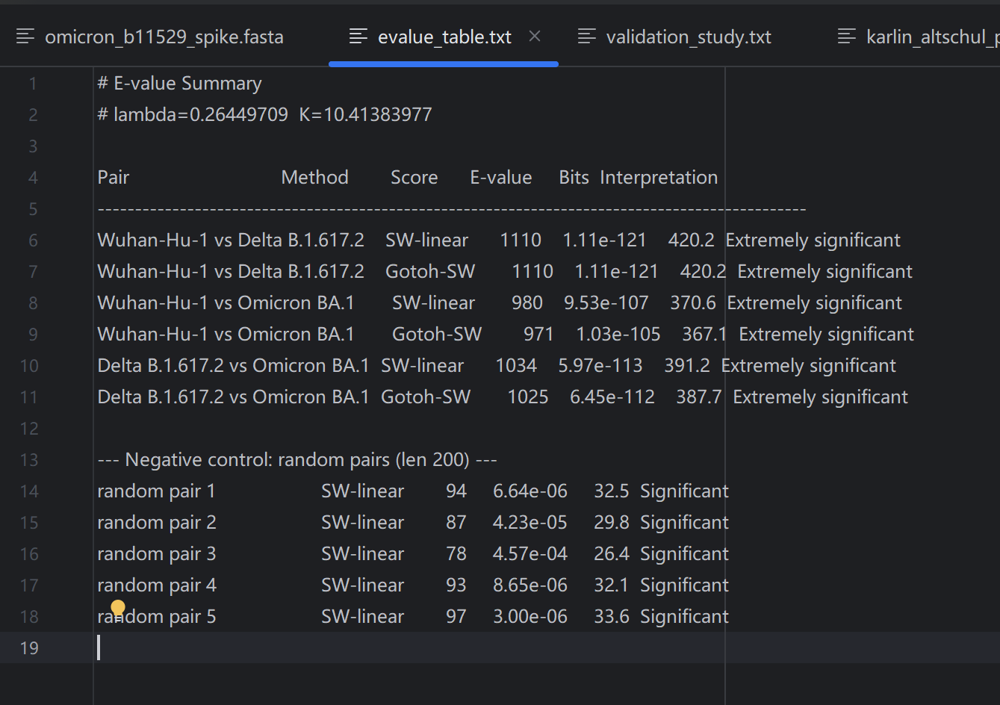 omicron_b11529_spike.fasta evalue_table.txt validation_study.txt karlin_altschul_
1 # E-value Summary
2 # lambda=0.26449709 K=10.41383977
3
4 Pair Method Score E-value Bits Interpretation
5 -----------------------------------------------------------------------------------------------
6 Wuhan-Hu-1 vs Delta B.1.617.2 SW-linear 1110 1.11e-121 420.2 Extremely significant
7 Wuhan-Hu-1 vs Delta B.1.617.2 Gotoh-SW 1110 1.11e-121 420.2 Extremely significant
8 Wuhan-Hu-1 vs Omicron BA.1 SW-linear 980 9.53e-107 370.6 Extremely significant
9 Wuhan-Hu-1 vs Omicron BA.1 Gotoh-SW 971 1.03e-105 367.1 Extremely significant
10 Delta B.1.617.2 vs Omicron BA.1 SW-linear 1034 5.97e-113 391.2 Extremely significant
11 Delta B.1.617.2 vs Omicron BA.1 Gotoh-SW 1025 6.45e-112 387.7 Extremely significant
12
13 --- Negative control: random pairs (len 200) ---
14 random pair 1 SW-linear 94 6.64e-06 32.5 Significant
15 random pair 2 SW-linear 87 4.23e-05 29.8 Significant
16 random pair 3 SW-linear 78 4.57e-04 26.4 Significant
17 random pair 4 SW-linear 93 8.65e-06 32.1 Significant
18 random pair 5 SW-linear 97 3.00e-06 33.6 Significant
19